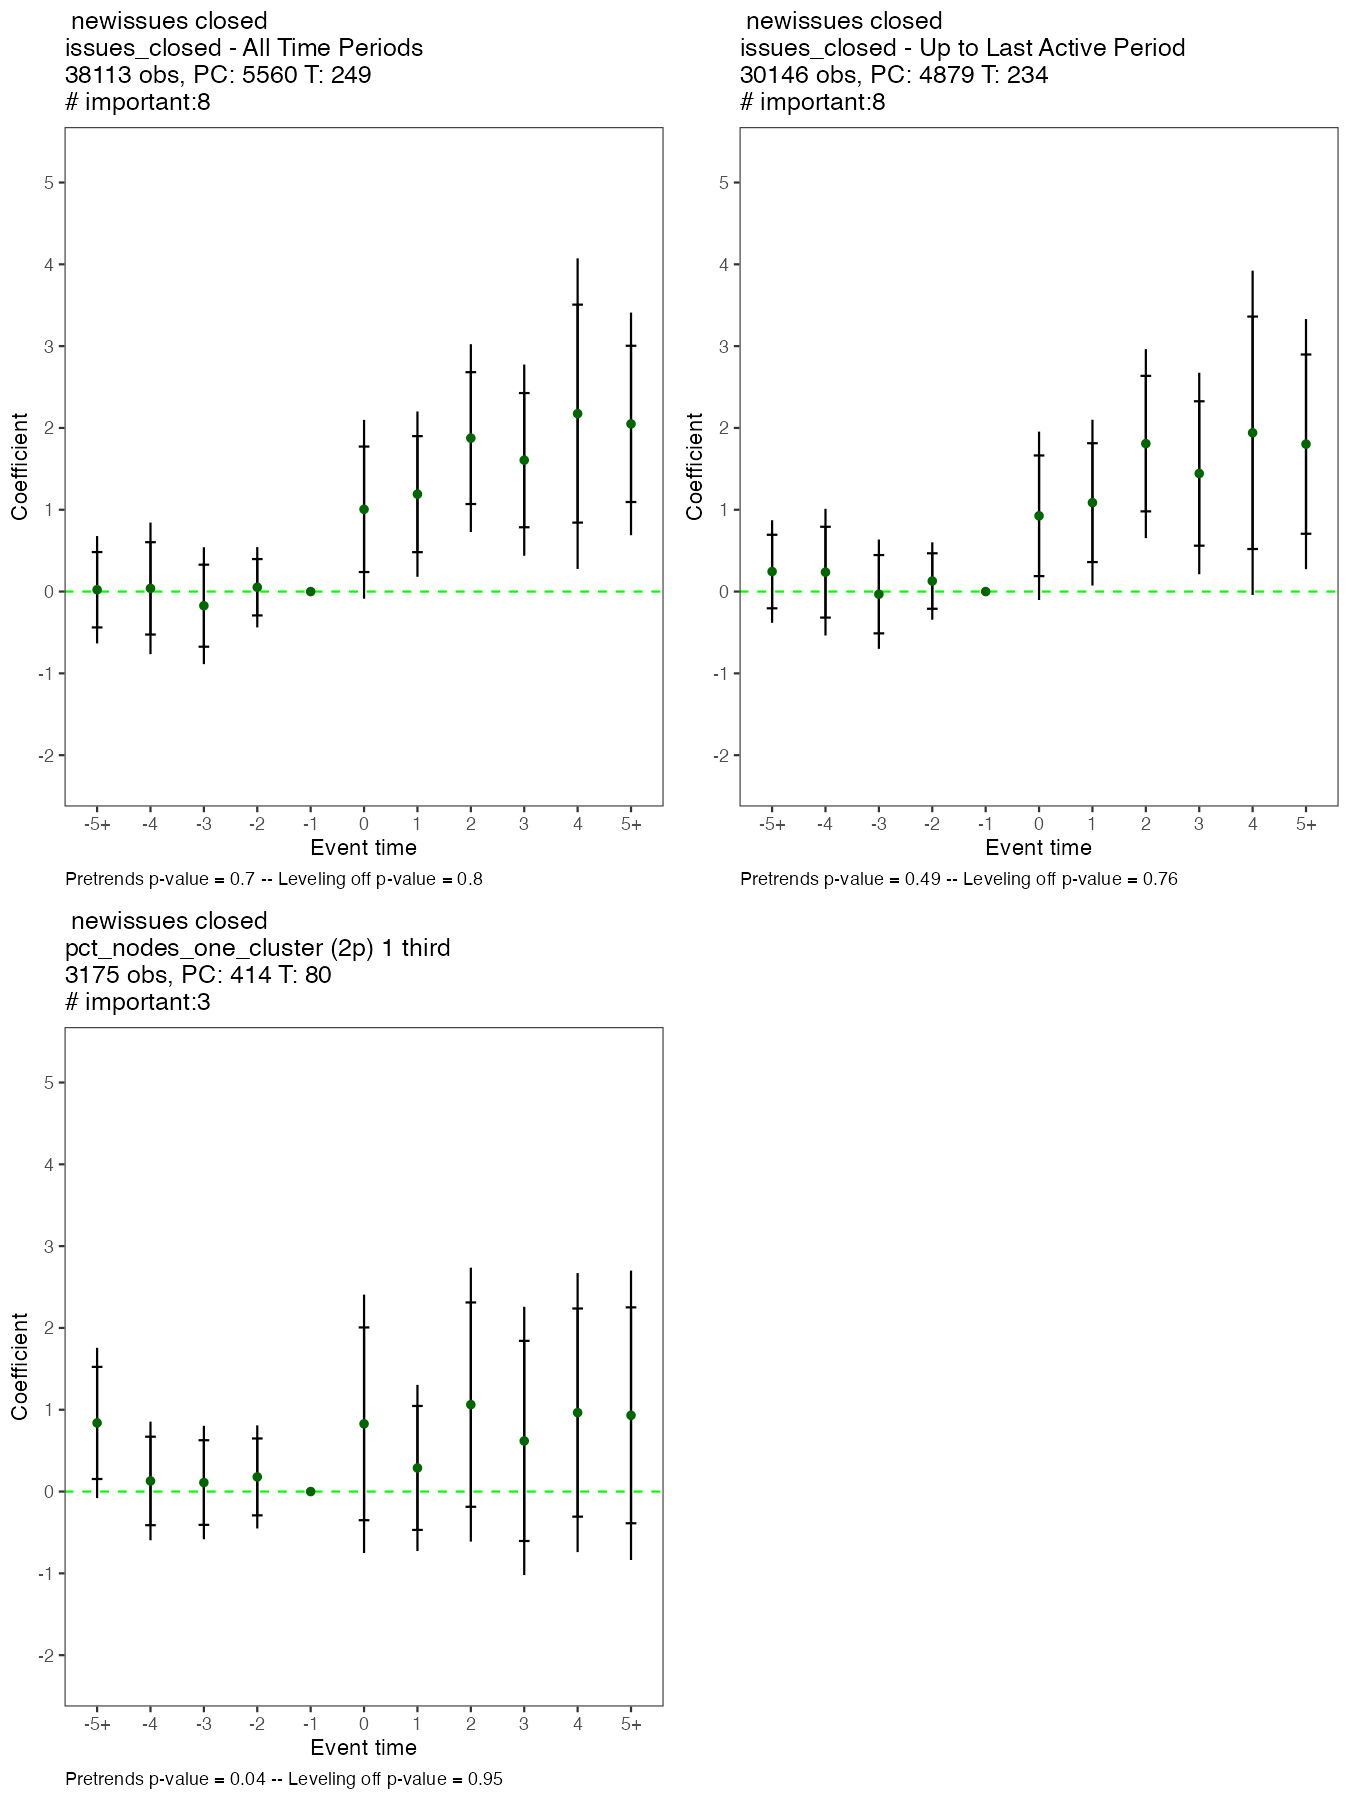 newissues closed
issues_closed - All Time Periods
38113 obs, PC: 5560 T: 249
# important:8
5
4
3
2
1
0
-1
-2
Coefficient
-5+ -4 -3 -2 -1 0 1 2 3 4 5+
Event time
Pretrends p-value = 0.7 -- Leveling off p-value = 0.8
newissues closed
issues_closed - Up to Last Active Period
30146 obs, PC: 4879 T: 234
# important:8
5
4
3
2
1
0
-1
-2
Coefficient
-5+ -4 -3 -2 -1 0 1 2 3 4 5+
Event time
Pretrends p-value = 0.49 -- Leveling off p-value = 0.76
newissues closed
pct_nodes_one_cluster (2p) 1 third
3175 obs, PC: 414 T: 80
# important:3
5
4
3
2
1
0
-1
-2
Coefficient
-5+ -4 -3 -2 -1 0 1 2 3 4 5+
Event time
Pretrends p-value = 0.04 -- Leveling off p-value = 0.95